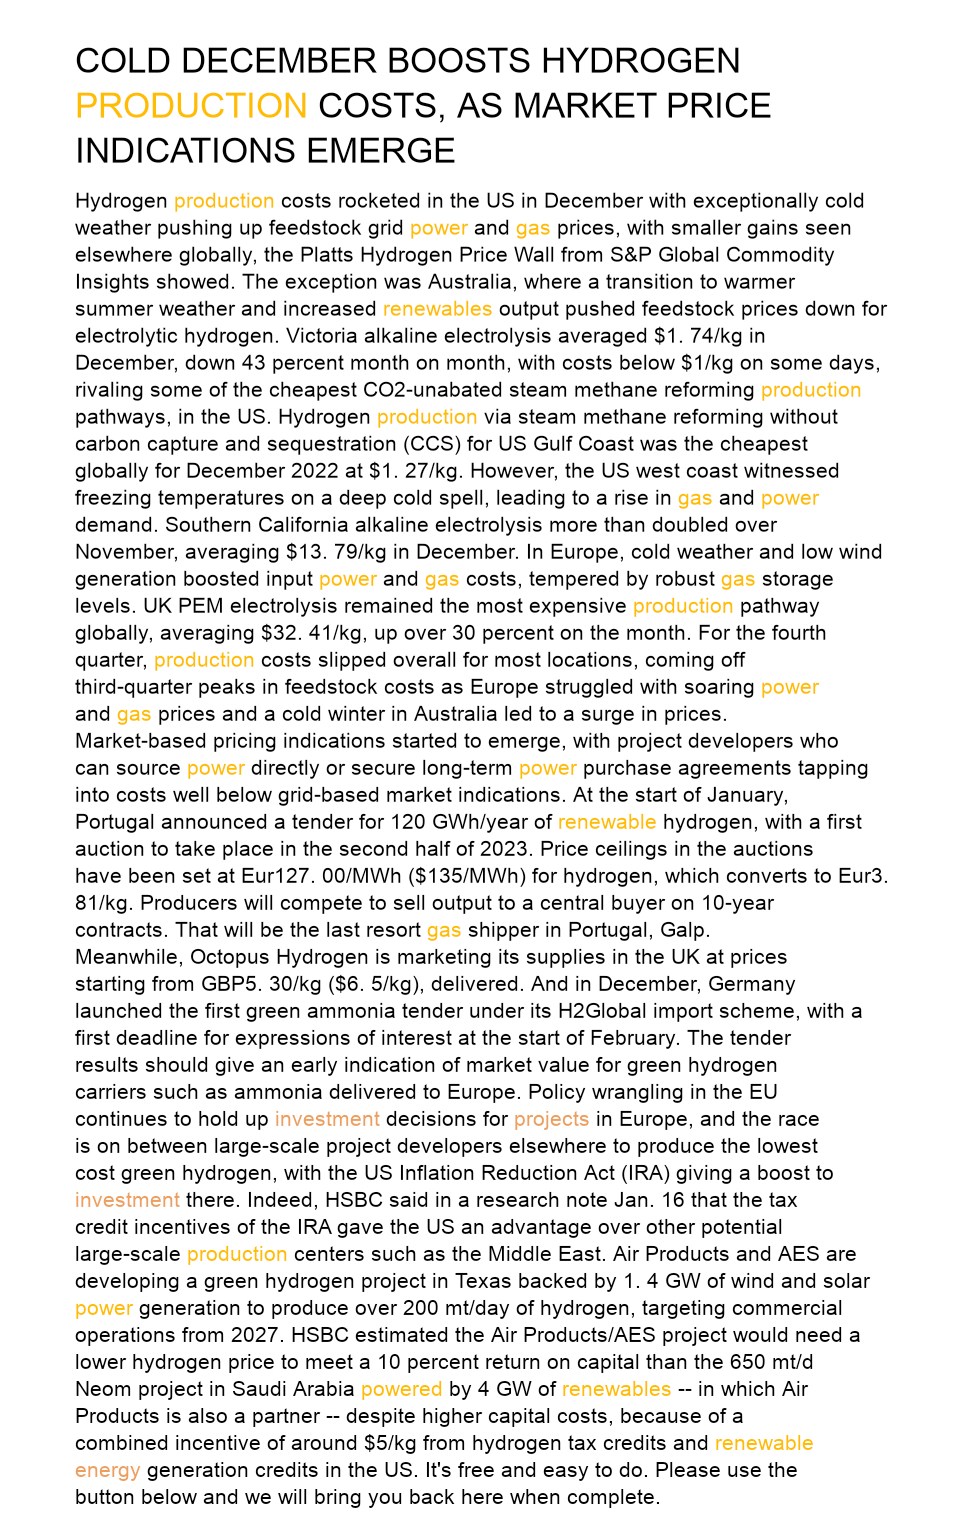 COLD DECEMBER BOOSTS HYDROGEN
PRODUCTION COSTS, AS MARKET PRICE
INDICATIONS EMERGE
Hydrogen production costs rocketed in the US in December with exceptionally cold
weather pushing up feedstock grid power and gas prices, with smaller gains seen
elsewhere globally, the Platts Hydrogen Price Wall from S&P Global Commodity
Insights showed. The exception was Australia, where a transition to warmer
summer weather and increased renewables output pushed feedstock prices down for
electrolytic hydrogen. Victoria alkaline electrolysis averaged $1. 74/kg in
December, down 43 percent month on month, with costs below $1/kg on some days,
rivaling some of the cheapest CO2-unabated steam methane reforming production
pathways, in the US. Hydrogen production via steam methane reforming without
carbon capture and sequestration (CCS) for US Gulf Coast was the cheapest
globally for December 2022 at $1. 27/kg. However, the US west coast witnessed
freezing temperatures on a deep cold spell, leading to a rise in gas and power
demand. Southern California alkaline electrolysis more than doubled over
November, averaging $13. 79/kg in December. In Europe, cold weather and low wind
generation boosted input power and gas costs, tempered by robust gas storage
levels. UK PEM electrolysis remained the most expensive production pathway
globally, averaging $32. 41/kg, up over 30 percent on the month. For the fourth
quarter, production costs slipped overall for most locations, coming off
third-quarter peaks in feedstock costs as Europe struggled with soaring power
and gas prices and a cold winter in Australia led to a surge in prices.
Market-based pricing indications started to emerge, with project developers who
can source power directly or secure long-term power purchase agreements tapping
into costs well below grid-based market indications. At the start of January,
Portugal announced a tender for 120 GWh/year of renewable hydrogen, with a first
auction to take place in the second half of 2023. Price ceilings in the auctions
have been set at Eur127. 00/MWh ($135/MWh) for hydrogen, which converts to Eur3.
81/kg. Producers will compete to sell output to a central buyer on 10-year
contracts. That will be the last resort gas shipper in Portugal, Galp.
Meanwhile, Octopus Hydrogen is marketing its supplies in the UK at prices
starting from GBP5. 30/kg ($6. 5/kg), delivered. And in December, Germany
launched the first green ammonia tender under its H2Global import scheme, with a
first deadline for expressions of interest at the start of February. The tender
results should give an early indication of market value for green hydrogen
carriers such as ammonia delivered to Europe. Policy wrangling in the EU
continues to hold up investment decisions for projects in Europe, and the race
is on between large-scale project developers elsewhere to produce the lowest
cost green hydrogen, with the US Inflation Reduction Act (IRA) giving a boost to
investment there. Indeed, HSBC said in a research note Jan. 16 that the tax
credit incentives of the IRA gave the US an advantage over other potential
large-scale production centers such as the Middle East. Air Products and AES are
developing a green hydrogen project in Texas backed by 1. 4 GW of wind and solar
power generation to produce over 200 mt/day of hydrogen, targeting commercial
operations from 2027. HSBC estimated the Air Products/AES project would need a
lower hydrogen price to meet a 10 percent return on capital than the 650 mt/d
Neom project in Saudi Arabia powered by 4 GW of renewables -- in which Air
Products is also a partner -- despite higher capital costs, because of a
combined incentive of around $5/kg from hydrogen tax credits and renewable
energy generation credits in the US. It's free and easy to do. Please use the
button below and we will bring you back here when complete.